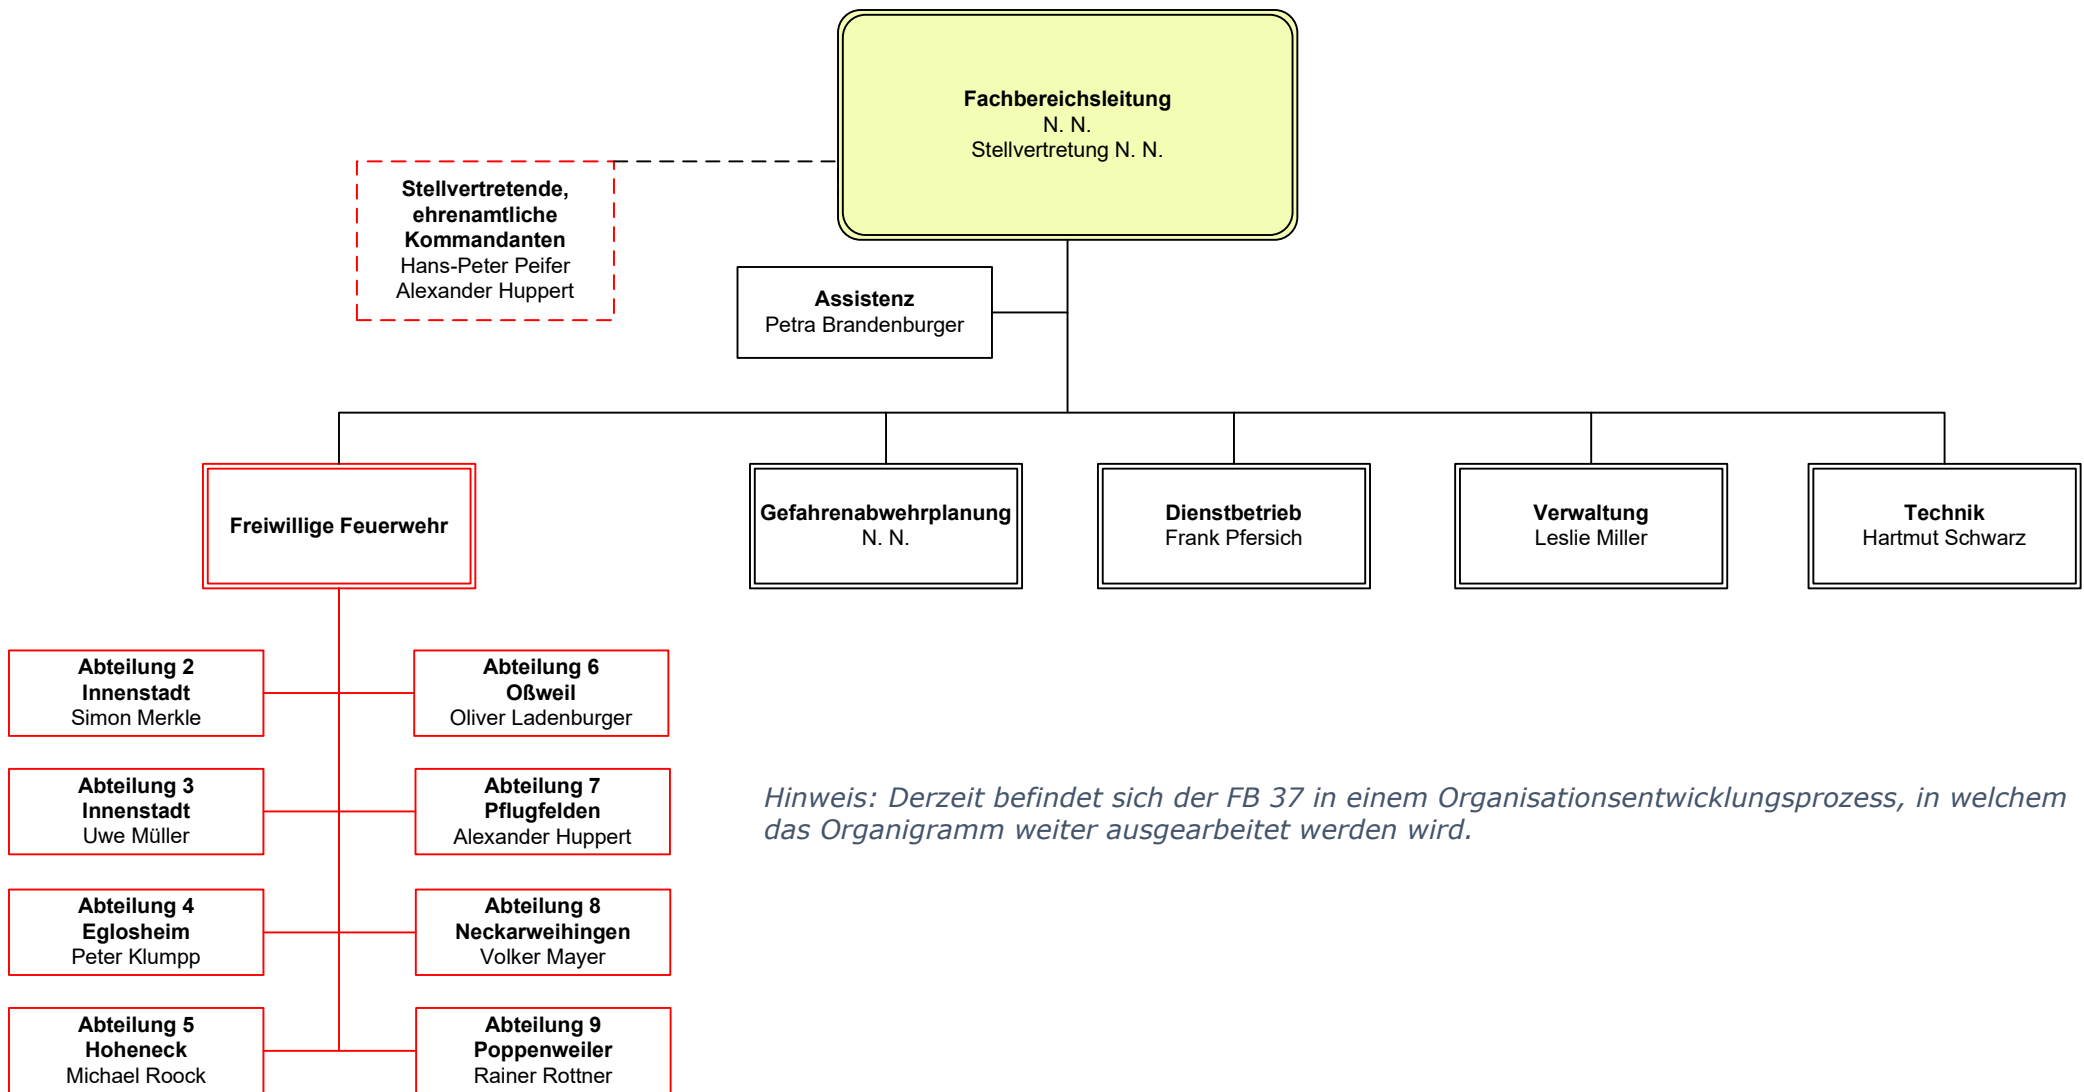 Fachbereichsleitung
N. N.
Stellvertretung N. N.
Stellvertretende,
ehrenamtliche
Kommandanten
Hans-Peter Peifer
Alexander Huppert
Assistenz
Petra Brandenburger
Freiwillige Feuerwehr
Gefahrenabwehrplanung
N. N.
Dienstbetrieb
Frank Pfersich
Verwaltung
Leslie Miller
Technik
Hartmut Schwarz
Abteilung 2
Innenstadt
Simon Merkle
Abteilung 6
Oßweil
Oliver Ladenburger
Abteilung 3
Innenstadt
Uwe Müller
Abteilung 7
Pflugfelden
Alexander Huppert
Hinweis: Derzeit befindet sich der FB 37 in einem Organisationsentwicklungsprozess, in welchem
das Organigramm weiter ausgearbeitet werden wird.
Abteilung 4
Eglosheim
Peter Klumpp
Abteilung 8
Neckarweihingen
Volker Mayer
Abteilung 5
Hoheneck
Michael Roock
Abteilung 9
Poppenweiler
Rainer Rottner